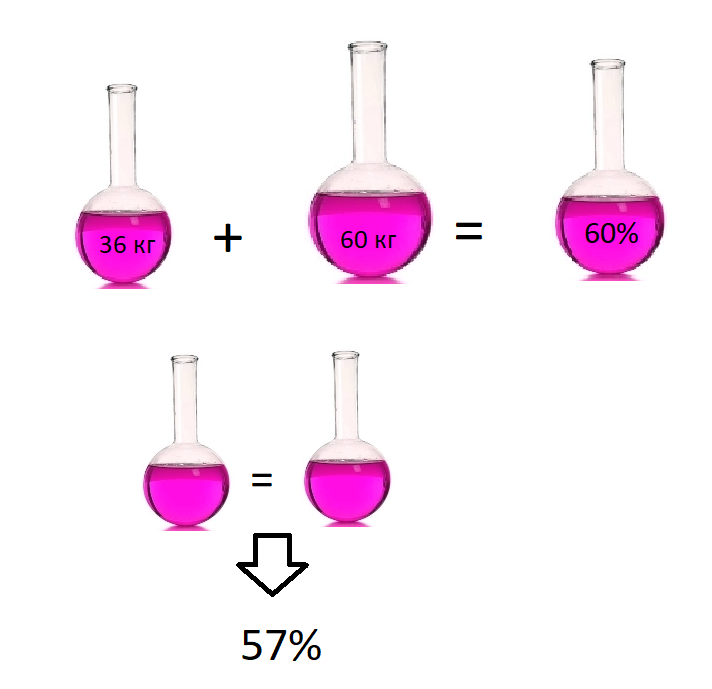 36 кг + 60 кг = 60%
=
57%